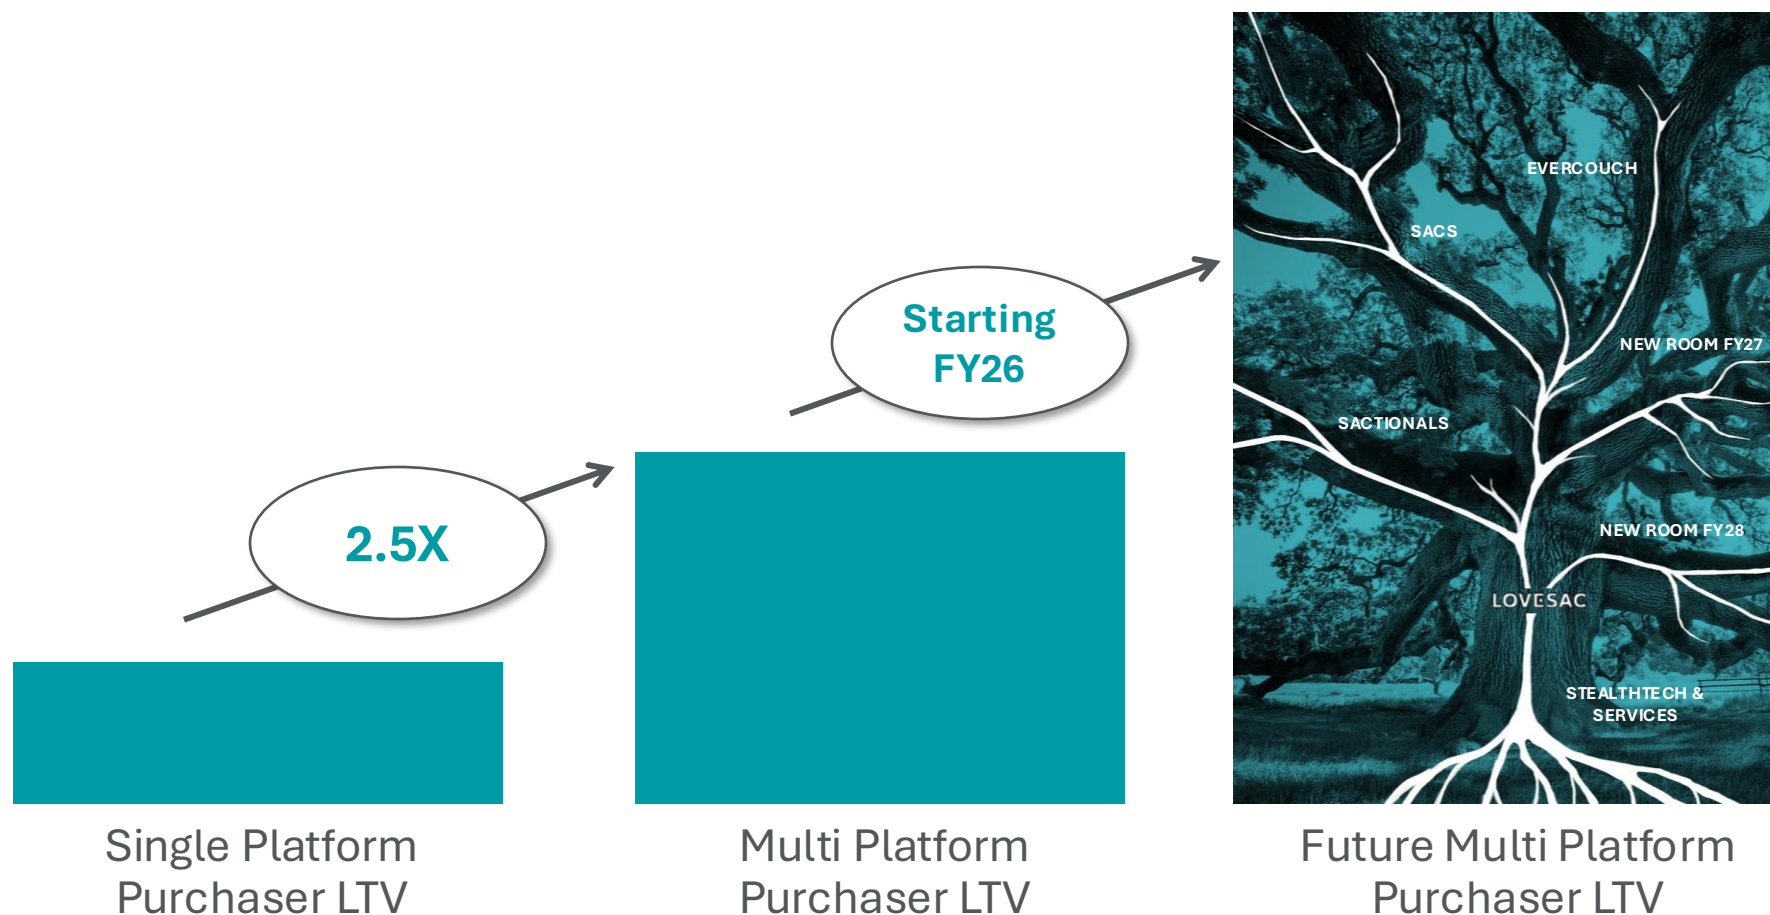 2.5X
Starting
FY26
EVERCOUCH
SACS
NEW ROOM FY27
SACTIONALS
NEW ROOM FY28
LOVESAC
STEALTHTECH &
SERVICES
Single Platform
Purchaser LTV
Multi Platform
Purchaser LTV
Future Multi Platform
Purchaser LTV